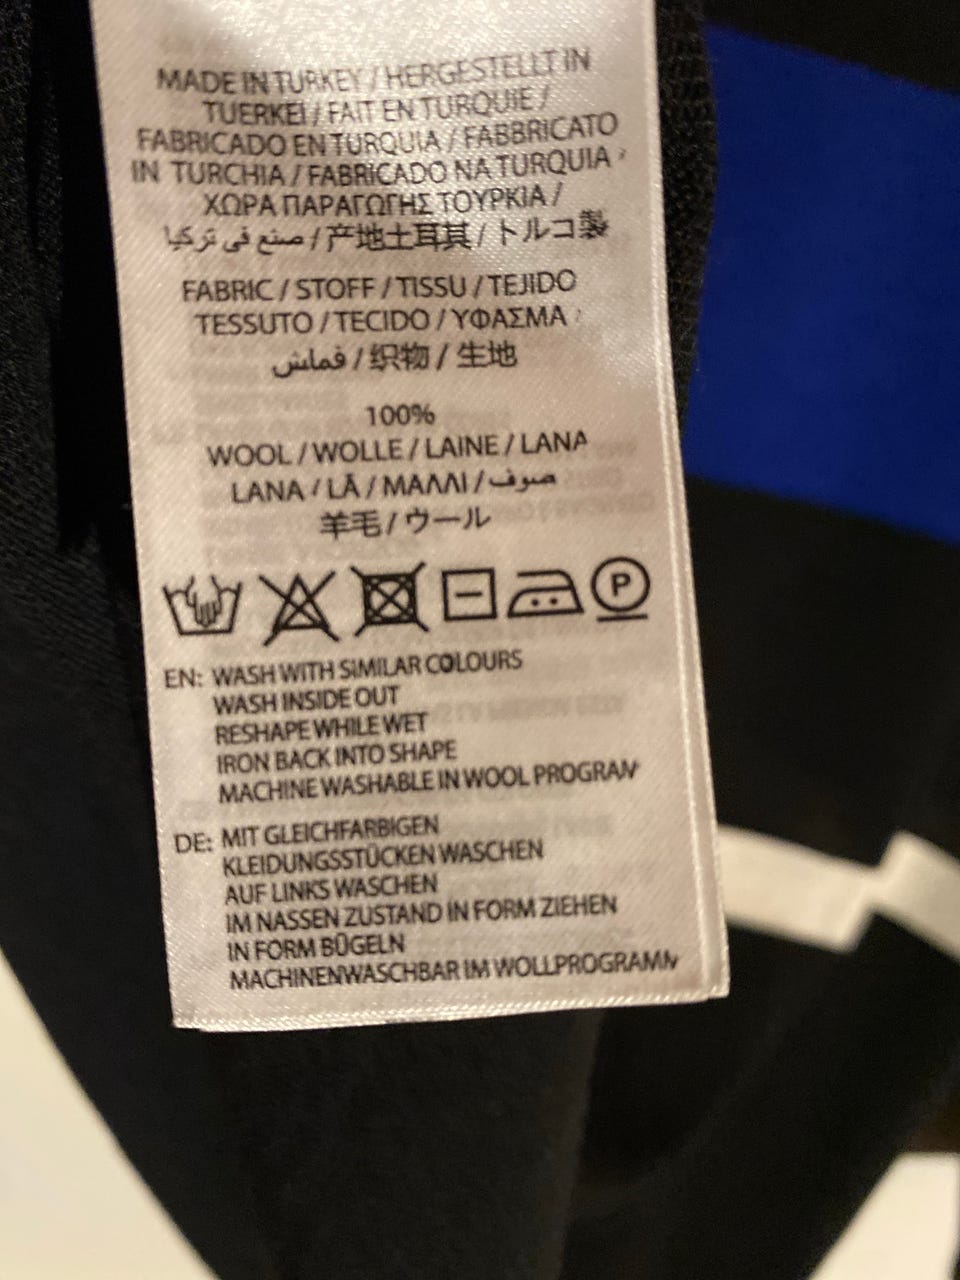 MADE IN TURKEY / HERGESTELLT IN
TUERKEI / FAIT EN TURQUIE /
FABRICADO EN TURQUIA / FABBRICATO
IN TURCHIA / FABRICADO NA TURQUIA /
ΧΩΡΑ ΠΑΡΑΓΩΓΗΣ ΤΟΥΡΚΙΑ /
صنع في تركيا / 产地土耳其 / トルコ製
FABRIC / STOFF / TISSU / TEJIDO
TESSUTO / TECIDO / ΥΦΑΣΜΑ /
قماش / 织物 / 生地
100%
WOOL / WOLLE / LAINE / LANA
LANA / LÃ / ΜΑΛΛΙ / صوف
羊毛 / ウール
P
EN: WASH WITH SIMILAR COLOURS
WASH INSIDE OUT
RESHAPE WHILE WET
IRON BACK INTO SHAPE
MACHINE WASHABLE IN WOOL PROGRAM
DE: MIT GLEICHFARBIGEN
KLEIDUNGSSTÜCKEN WASCHEN
AUF LINKS WASCHEN
IM NASSEN ZUSTAND IN FORM ZIEHEN
IN FORM BÜGELN
MACHINENWASCHBAR IM WOLLPROGRAMM